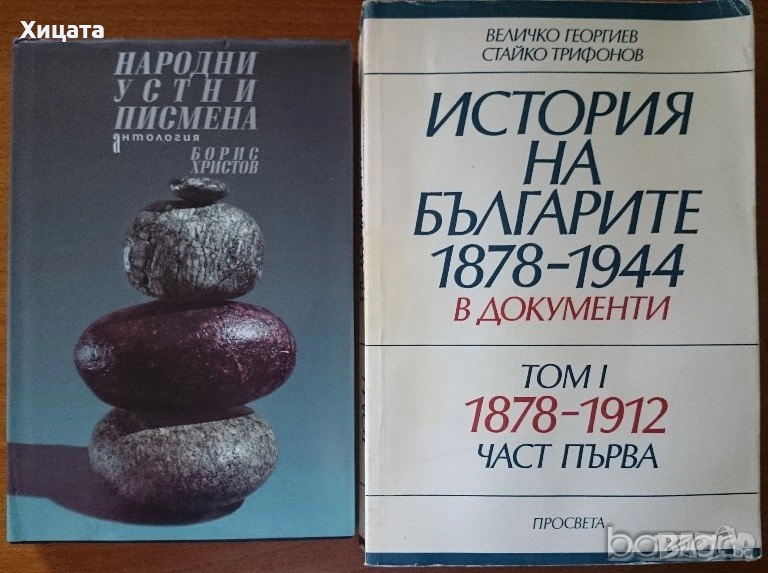 Хицата
НАРОДНИ
УСТНИ
ПИСМЕНА
антология
БОРИС
ХРИСТОВ
ВЕЛИЧКО ГЕОРГИЕВ
СТАЙКО ТРИФОНОВ
ИСТОРИЯ
НА
БЪЛГАРИТЕ
1878-1944
В ДОКУМЕНТИ
ТОМ I
1878-1912
ЧАСТ ПЪРВА
ПРОСВЕТА